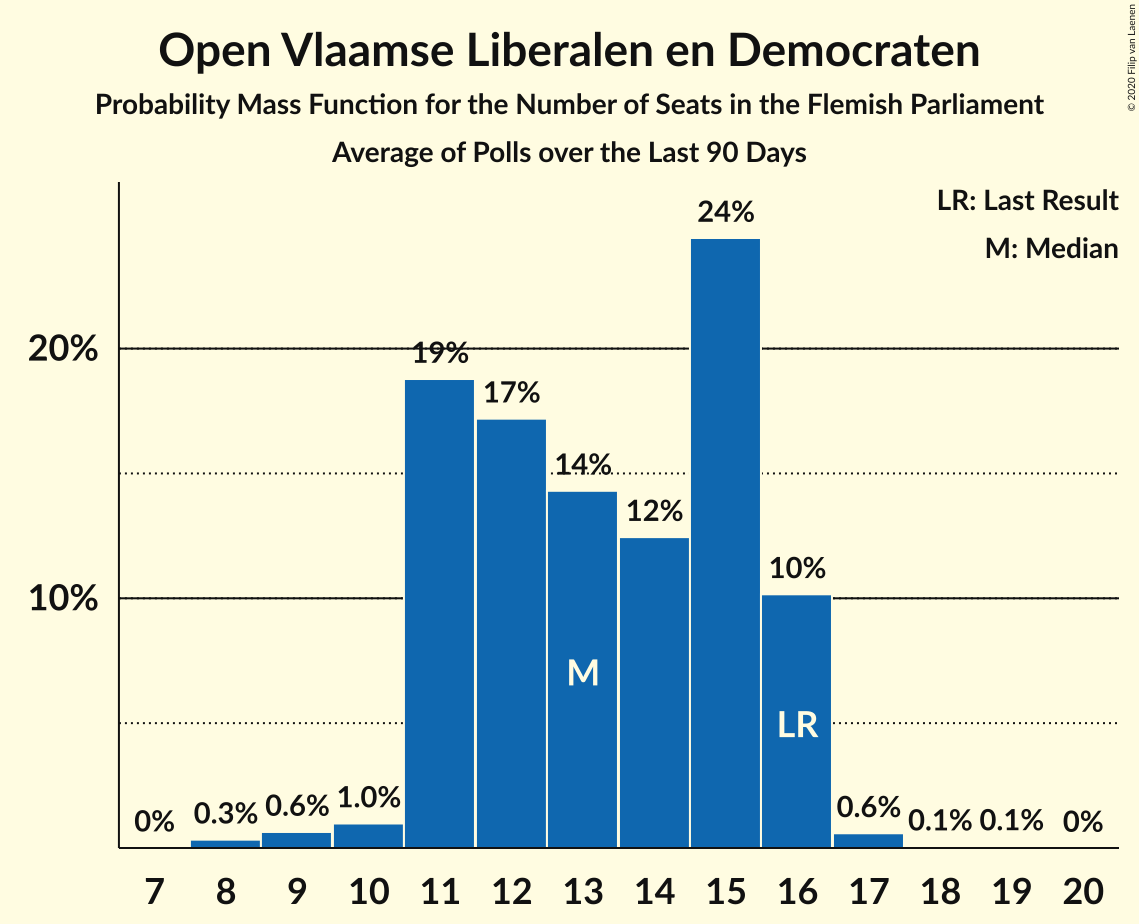 Open Vlaamse Liberalen en Democraten
Probability Mass Function for the Number of Seats in the Flemish Parliament
Average of Polls over the Last 90 Days
© 2020 Filip van Laenen
LR: Last Result
M: Median
24%
20%
19%
17%
14%
12%
10%
10%
M
LR
0%
0.3%
0.6%
1.0%
0.6%
0.1%
0.1%
0%
7 8 9 10 11 12 13 14 15 16 17 18 19 20